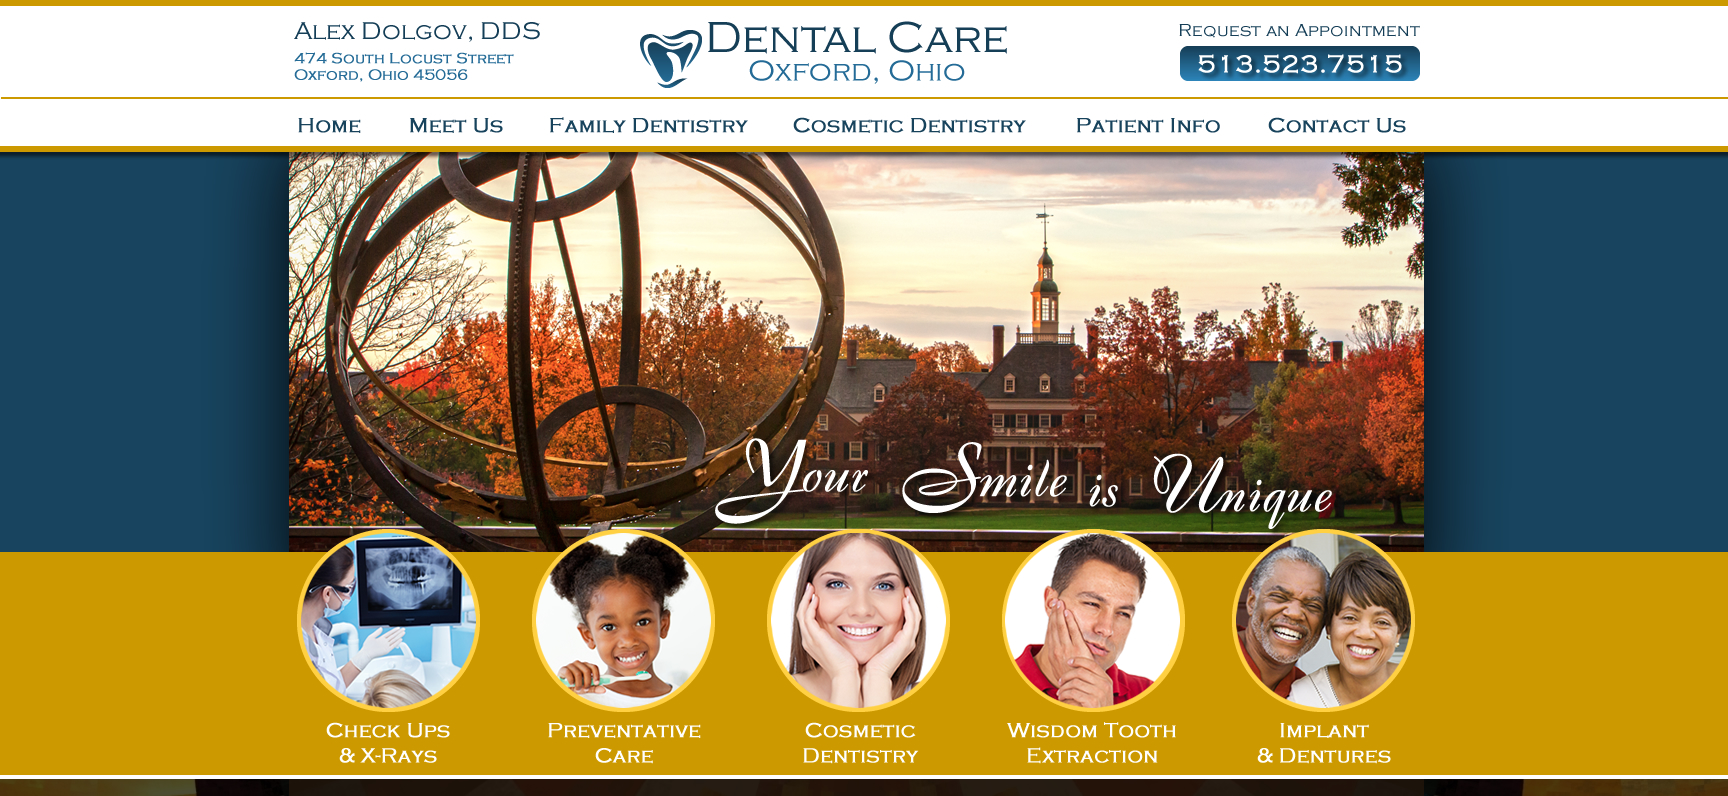 Alex Dolgov, DDS
474 South Locust Street
Oxford, Ohio 45056
Dental Care
Oxford, Ohio
Request an Appointment
513.523.7515
Home
Meet Us
Family Dentistry
Cosmetic Dentistry
Patient Info
Contact Us
Your Smile is Unique
Check Ups
& X-Rays
Preventative
Care
Cosmetic
Dentistry
Wisdom Tooth
Extraction
Implant
& Dentures